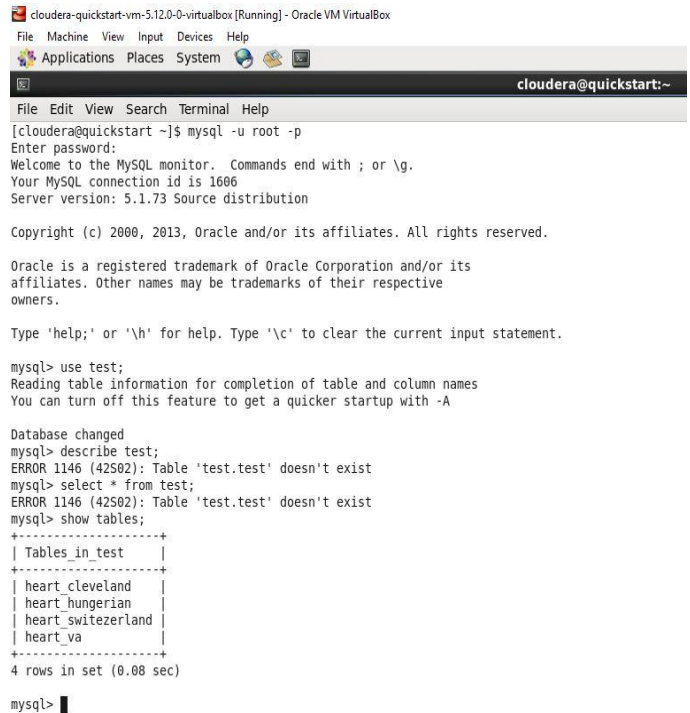 cloudera-quickstart-vm-5.12.0-0-virtualbox [Running] - Oracle VM VirtualBox
File Machine View Input Devices Help
Applications Places System
cloudera@quickstart:~
File Edit View Search Terminal Help
[cloudera@quickstart ~]$ mysql -u root -p
Enter password:
Welcome to the MySQL monitor.  Commands end with ; or \g.
Your MySQL connection id is 1606
Server version: 5.1.73 Source distribution
Copyright (c) 2000, 2013, Oracle and/or its affiliates. All rights reserved.
Oracle is a registered trademark of Oracle Corporation and/or its
affiliates. Other names may be trademarks of their respective
owners.
Type 'help;' or '\h' for help. Type '\c' to clear the current input statement.
mysql> use test;
Reading table information for completion of table and column names
You can turn off this feature to get a quicker startup with -A
Database changed
mysql> describe test;
ERROR 1146 (42S02): Table 'test.test' doesn't exist
mysql> select * from test;
ERROR 1146 (42S02): Table 'test.test' doesn't exist
mysql> show tables;
+--------------------+
| Tables_in_test     |
+--------------------+
| heart_cleveland    |
| heart_hungerian    |
| heart_switezerland |
| heart_va           |
+--------------------+
4 rows in set (0.08 sec)
mysql>